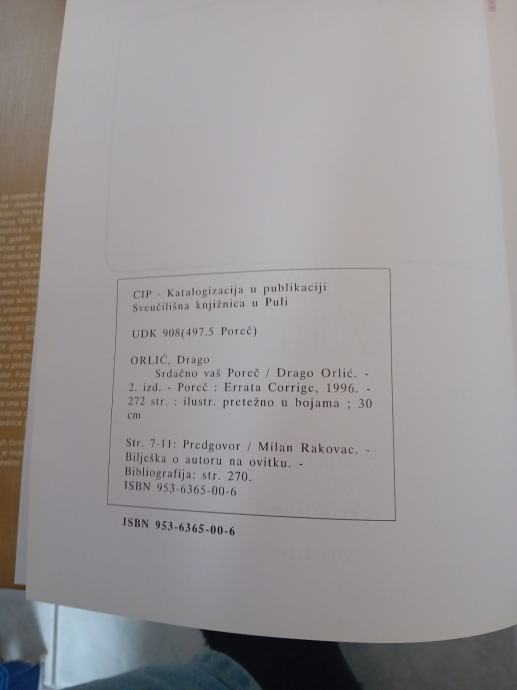 CIP - Katalogizacija u publikaciji
Sveučilišna knjižnica u Puli
UDK 908(497.5 Poreč)
ORLIĆ, Drago
Srdačno vaš Poreč / Drago Orlić. -
2. izd. - Poreč : Errata Corrige, 1996. -
272 str. : ilustr. pretežno u bojama ; 30
cm
Str. 7-11: Predgovor / Milan Rakovac. -
Bilješka o autoru na ovitku. -
Bibliografija: str. 270.
ISBN 953-6365-00-6
ISBN 953-6365-00-6